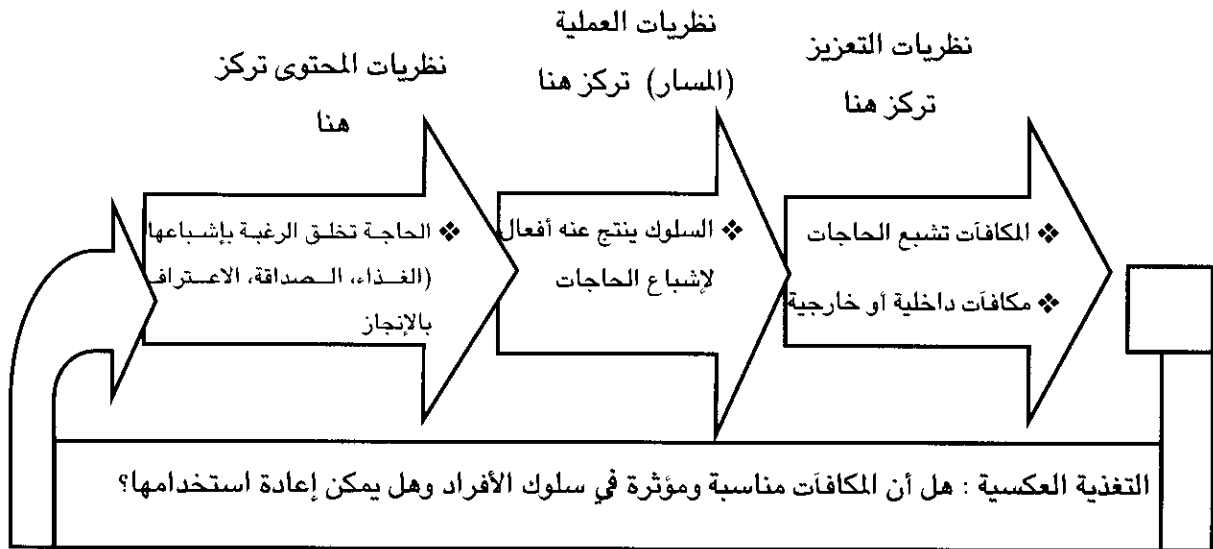 نظريات المحتوى تركز
هنا
نظريات العملية
(المسار) تركز هنا
نظريات التعزيز
تركز هنا
❖ الحاجة تخلق الرغبة بإشباعها
(الغذاء، الصداقة، الاعتراف
بالإنجاز
❖ السلوك ينتج عنه أفعال
لإشباع الحاجات
❖ المكافآت تشبع الحاجات
❖ مكافآت داخلية أو خارجية
التغذية العكسية : هل أن المكافآت مناسبة ومؤثرة في سلوك الأفراد وهل يمكن إعادة استخدامها؟